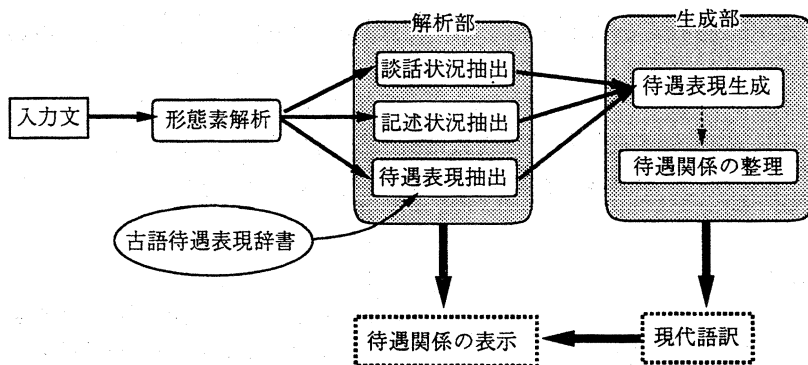 解析部
生成部
入力文
形態素解析
談話状況抽出
記述状況抽出
待遇表現抽出
待遇表現生成
待遇関係の整理
古語待遇表現辞書
待遇関係の表示
現代語訳